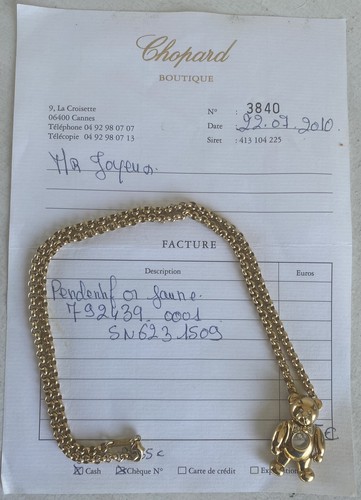 Chopard
BOUTIQUE
9, La Croisette
06400 Cannes
Téléphone 04 92 98 07 07
Télécopie 04 92 98 07 13
N° : 3840
Date : 22.07.2010
Siret : 413 104 225
FACTURE
Description Euros
Pendentif or Jaune.
792439. 0001
SN6231509
€
Cash Chèque N° Carte de crédit